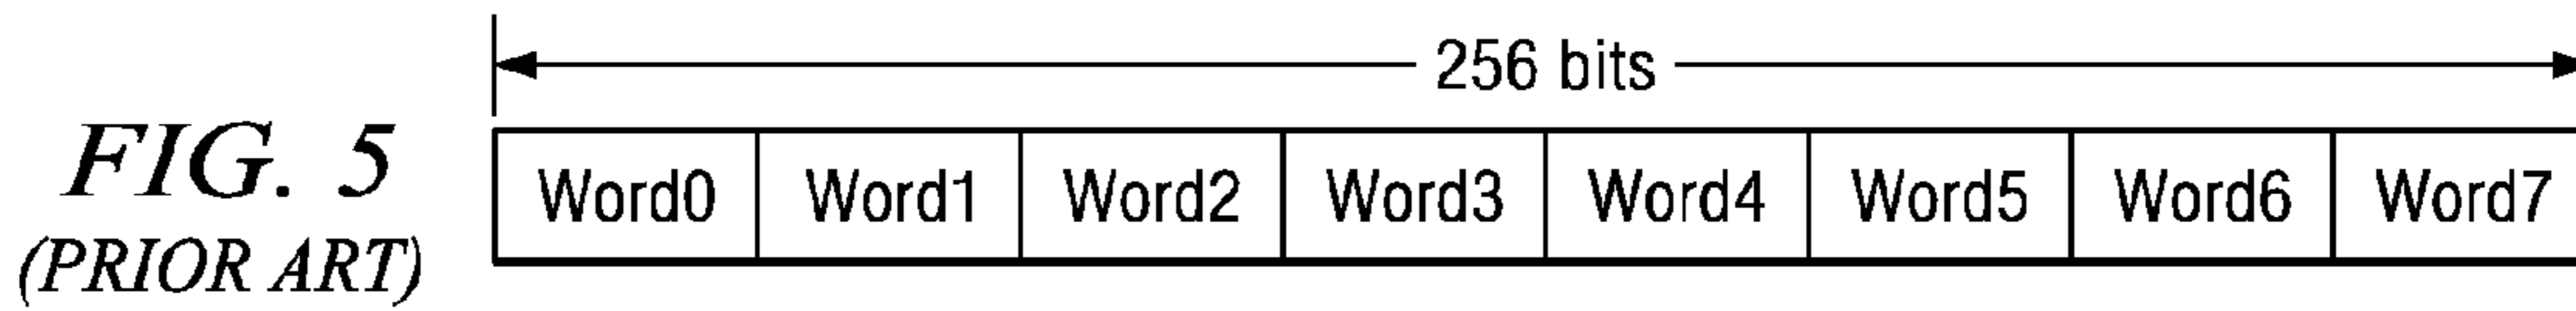 256 bits
FIG. 5
(PRIOR ART)
Word0 Word1 Word2 Word3 Word4 Word5 Word6 Word7